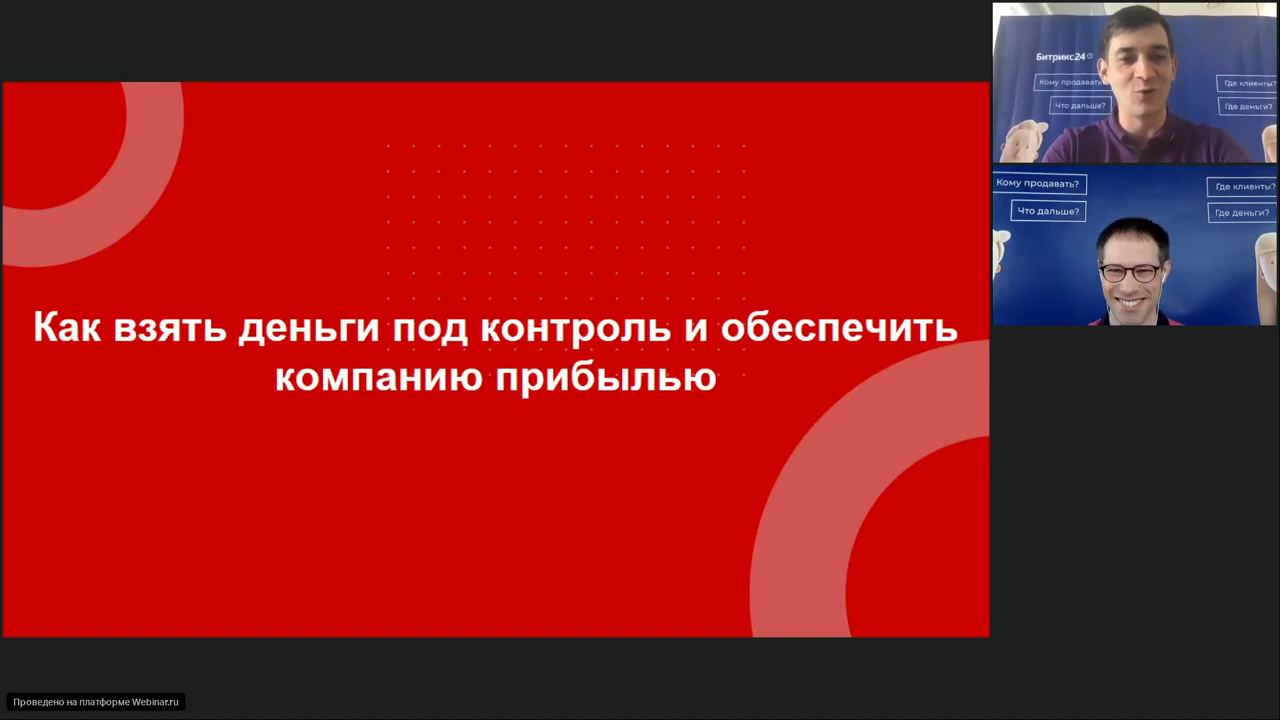 Как взять деньги под контроль и обеспечить
компанию прибылью
Битрикс24
Кому продавать?
Где клиенты?
Что дальше?
Где деньги?
Кому продавать?
Где клиенты?
Что дальше?
Где деньги?
Проведено на платформе Webinar.ru